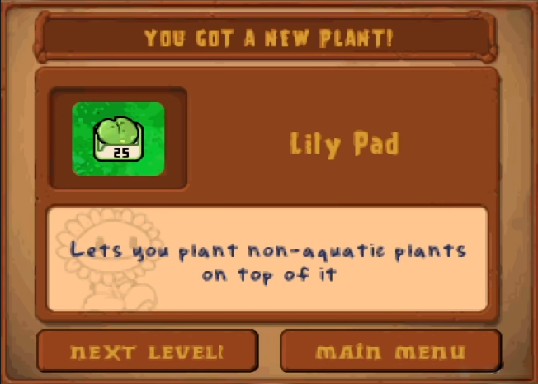 YOU GOT A NEW PLANT!
25
Lily Pad
Lets you plant non-aquatic plants
on top of it
NEXT LEVEL!
MAIN MENU